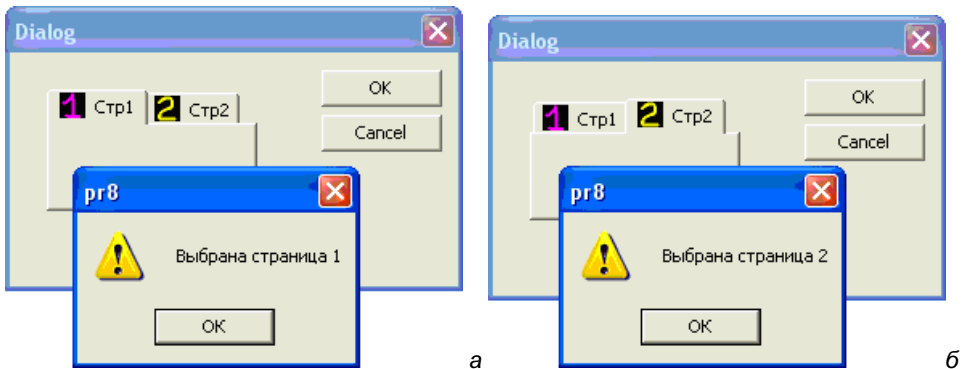 Dialog
OK
1 Стр1 2 Стр2
Cancel
pr8
Выбрана страница 1
OK
а
Dialog
OK
1 Стр1 2 Стр2
Cancel
pr8
Выбрана страница 2
OK
б